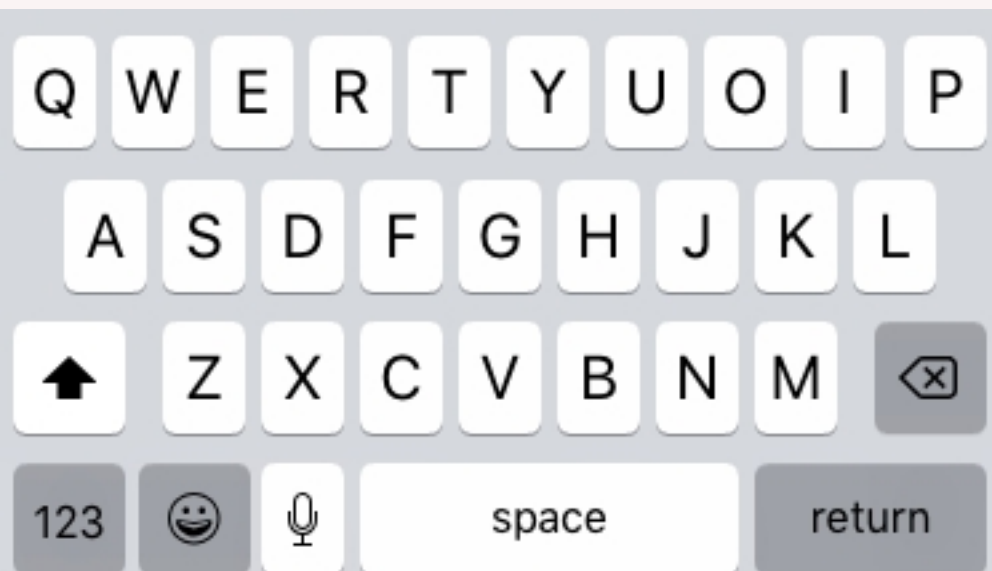 Q W E R T Y U O I P
A S D F G H J K L
Z X C V B N M
123 space return